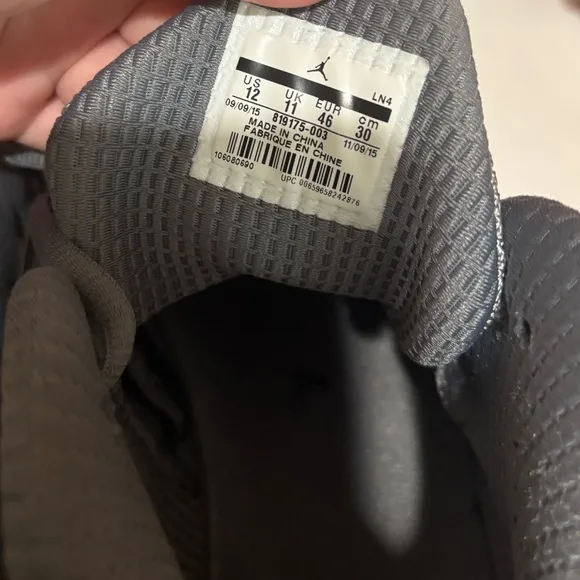 LN4
US UK EUR cm
12 11 46 30
09/09/15 819175-003 11/09/15
MADE IN CHINA
FABRIQUE EN CHINE
106080690
UPC 00659658242876